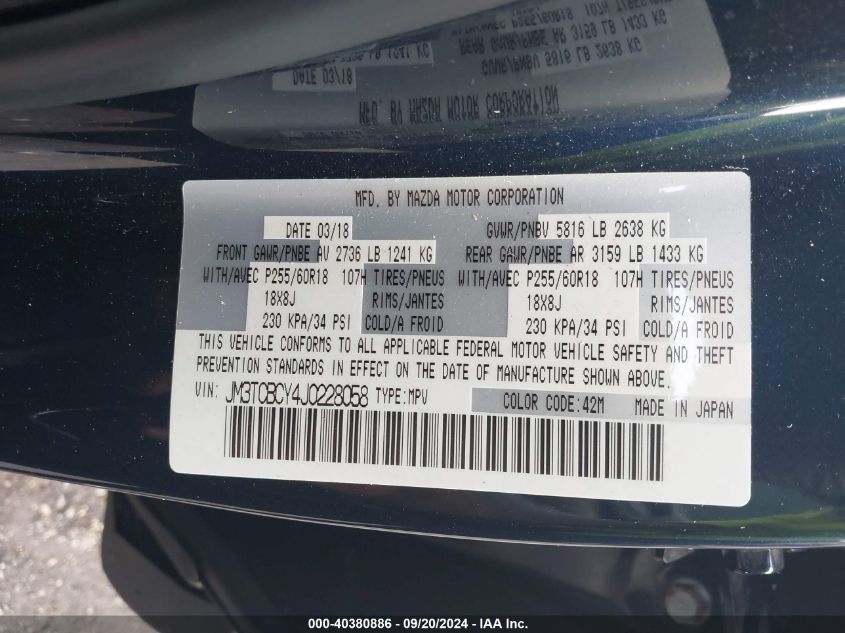 MFD. BY MAZDA MOTOR CORPORATION
DATE 03/18 GVWR/PNBV 5816 LB 2638 KG
FRONT GAWR/PNBE AV 2736 LB 1241 KG REAR GAWR/PNBE AR 3159 LB 1433 KG
WITH/AVEC P255/60R18 107H TIRES/PNEUS WITH/AVEC P255/60R18 107H TIRES/PNEUS
18X8J RIMS/JANTES 18X8J RIMS/JANTES
230 KPA/34 PSI COLD/A FROID 230 KPA/34 PSI COLD/A FROID
THIS VEHICLE CONFORMS TO ALL APPLICABLE FEDERAL MOTOR VEHICLE SAFETY AND THEFT
PREVENTION STANDARDS IN EFFECT ON THE DATE OF MANUFACTURE SHOWN ABOVE.
VIN: JM3TCBCY4J0228058 TYPE:MPV COLOR CODE:42M MADE IN JAPAN
000-40380886 - 09/20/2024 - IAA Inc.